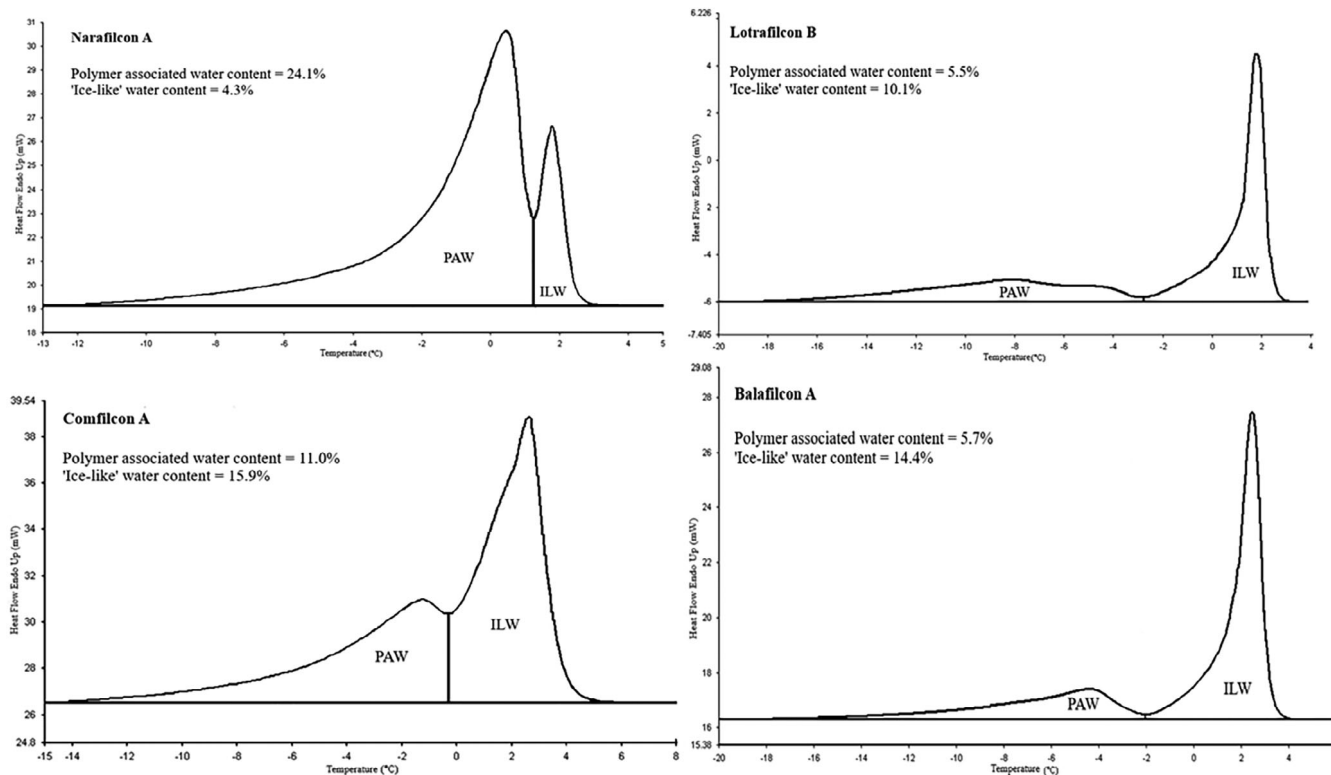 Narafilcon A
Polymer associated water content = 24.1%
'Ice-like' water content = 4.3%
Heat Flow Endo Up (mW)
31
30
29
28
27
26
25
24
23
22
21
20
19
18
PAW
ILW
-13 -10 -8 -6 -4 -2 0 2 5
Temperature (°C)
Lotrafilcon B
Polymer associated water content = 5.5%
'Ice-like' water content = 10.1%
Heat Flow Endo Up (mW)
6.226
4
2
0
-2
-4
-6
-7.405
PAW
ILW
-20 -18 -16 -14 -12 -10 -8 -6 -4 -2 0 2 4
Temperature (°C)
Comfilcon A
Polymer associated water content = 11.0%
'Ice-like' water content = 15.9%
Heat Flow Endo Up (mW)
39.54
38
36
34
32
30
28
26
24.8
PAW
ILW
-15 -14 -12 -10 -8 -6 -4 -2 0 2 4 6 8
Temperature (°C)
Balafilcon A
Polymer associated water content = 5.7%
'Ice-like' water content = 14.4%
Heat Flow Endo Up (mW)
29.08
28
26
24
22
20
18
16
15.38
PAW
ILW
-20 -18 -16 -14 -12 -10 -8 -6 -4 -2 0 2 4
Temperature (°C)